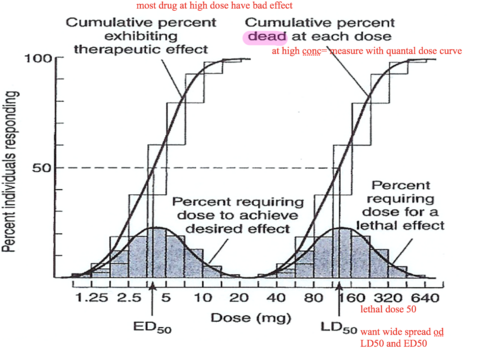 most drug at high dose have bad effect
Cumulative percent
exhibiting
therapeutic effect
Cumulative percent
dead at each dose
at high conc= measure with quantal dose curve
Percent individuals responding
100
50
0
Percent requiring
dose to achieve
desired effect
Percent
requiring
dose for a
lethal effect
1.25 2.5 5 10 20 40 80 160 320 640
ED50
Dose (mg)
LD50
lethal dose 50
want wide spread od
LD50 and ED50